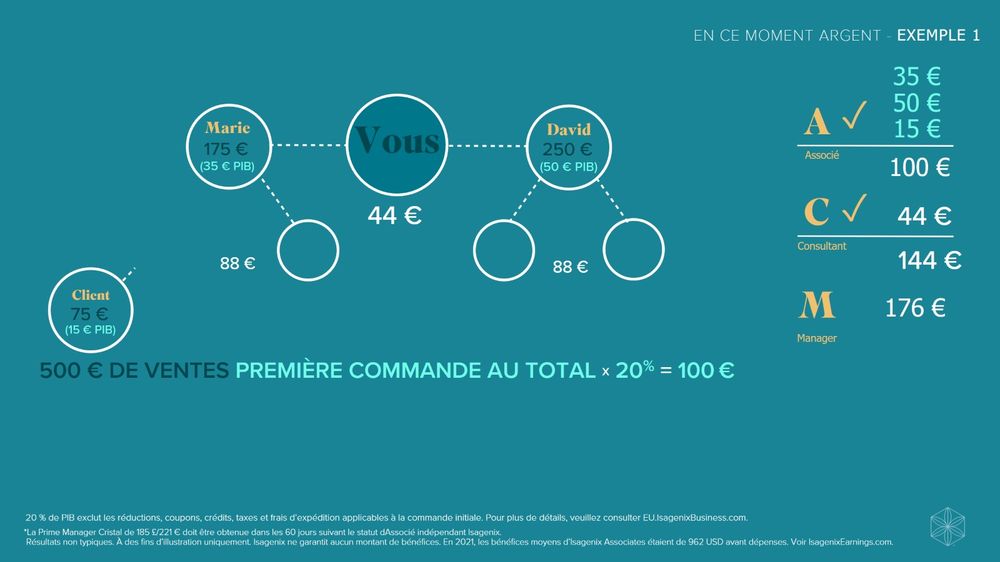 EN CE MOMENT ARGENT - EXEMPLE 1
Marie
175 €
(35 € PIB)
Vous
44 €
David
250 €
(50 € PIB)
88 €
88 €
Client
75 €
(15 € PIB)
35 €
50 €
15 €
A ✓
Associé
100 €
C ✓ 44 €
Consultant
144 €
M 176 €
Manager
500 € DE VENTES PREMIÈRE COMMANDE AU TOTAL x 20% = 100 €
20 % de PIB exclut les réductions, coupons, crédits, taxes et frais d'expédition applicables à la commande initiale. Pour plus de détails, veuillez consulter EU.IsagenixBusiness.com.
*La Prime Manager Cristal de 185 £/221 € doit être obtenue dans les 60 jours suivant le statut dAssocié indépendant Isagenix.
Résultats non typiques. À des fins d'illustration uniquement. Isagenix ne garantit aucun montant de bénéfices. En 2021, les bénéfices moyens d'Isagenix Associates étaient de 962 USD avant dépenses. Voir IsagenixEarnings.com.